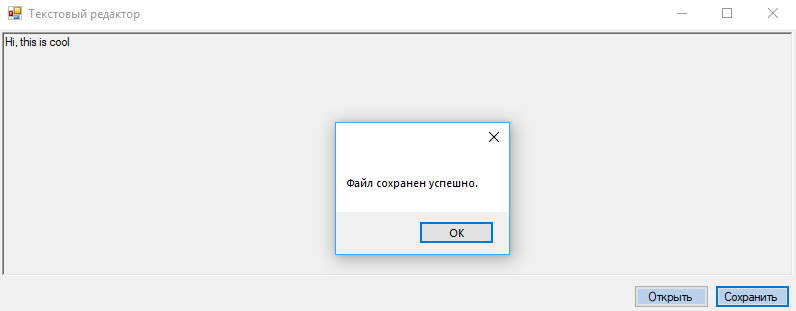 Текстовый редактор
Hi, this is cool
Файл сохранен успешно.
OK
Открыть
Сохранить